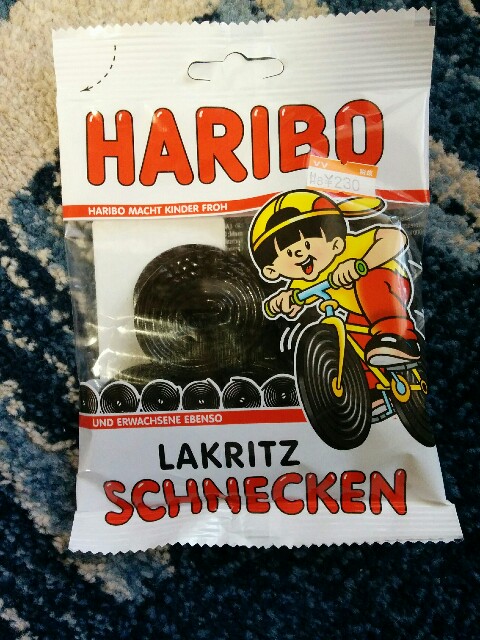 HARIBO
¥230
HARIBO MACHT KINDER FROH
UND ERWACHSENE EBENSO
LAKRITZ
SCHNECKEN